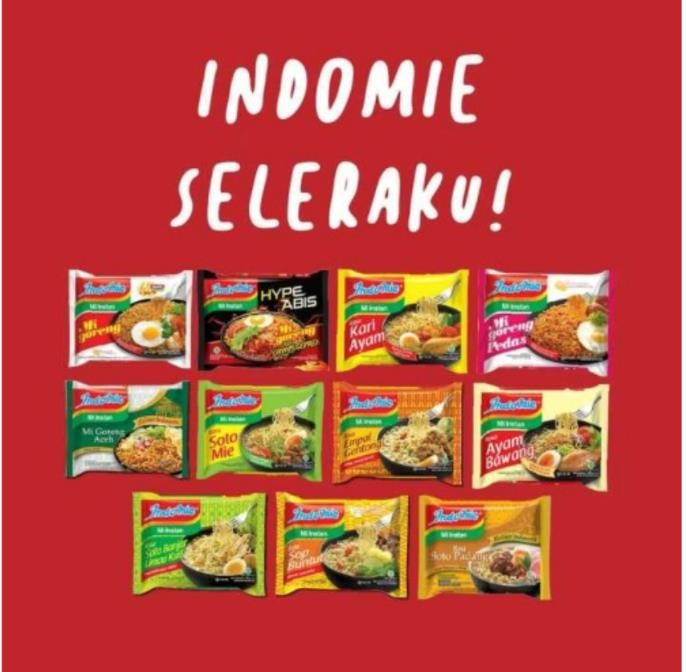 INDOMIE
SELERAKU!
Indomie
Mi Instan
Mi
goreng
Indomie
Mi Instan
HYPE
ABIS
Mi
goreng
Indomie
Mi Instan
Kari
Ayam
Indomie
Mi Instan
Mi
goreng
Pedas
Indomie
Mi Instan
Mi Goreng
Aceh
Indomie
Mi Instan
Soto
Mie
Indomie
Mi Instan
Empal
Gentong
Indomie
Mi Instan
Ayam
Bawang
Indomie
Mi Instan
Soto Banjar
Limau Kuit
Indomie
Mi Instan
Sop
Buntut
Indomie
Mi Instan
Rasa
Soto Padang